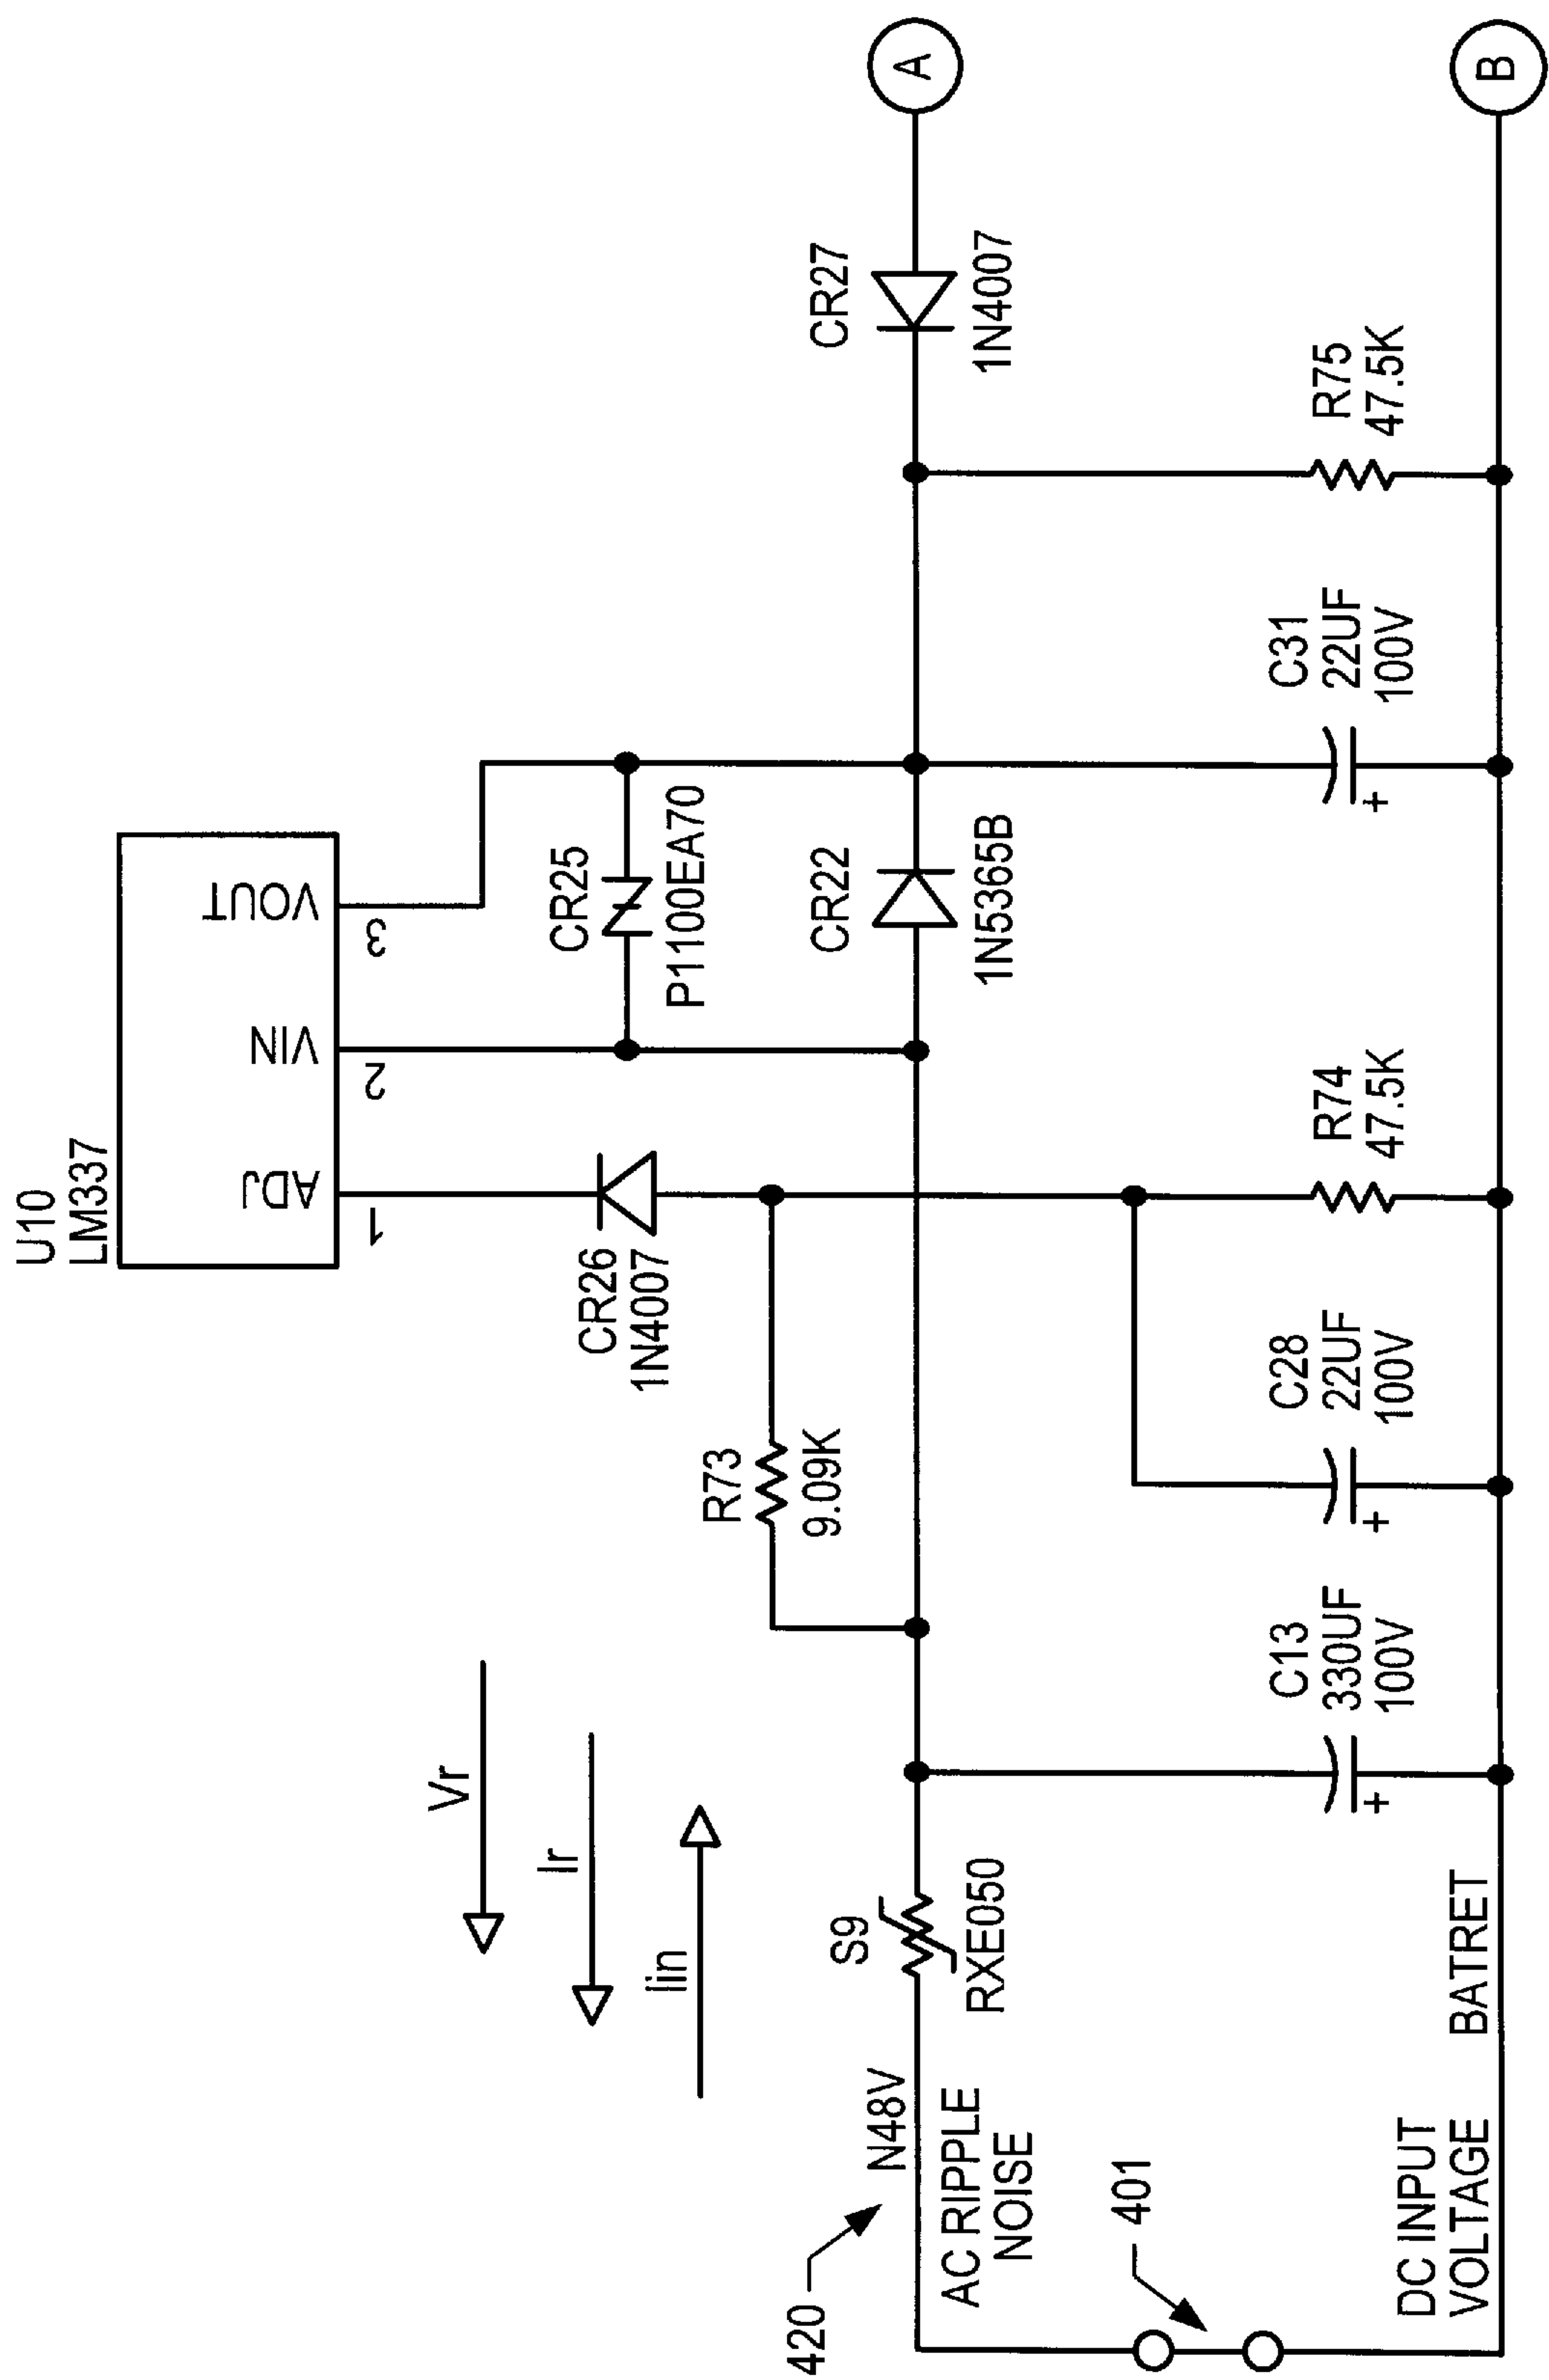 U10
LM337
ADJ
VIN
VOUT
1
2
3
CR26
1N4007
CR25
P1100EA70
CR22
1N5365B
CR27
1N4007
R73
9.09K
Vr
Ir
Iin
S9
RXE050
420
N48V
AC RIPPLE
NOISE
401
DC INPUT
VOLTAGE
BATRET
C13
330UF
100V
+
C28
22UF
100V
+
R74
47.5K
C31
22UF
100V
+
R75
47.5K
A
B